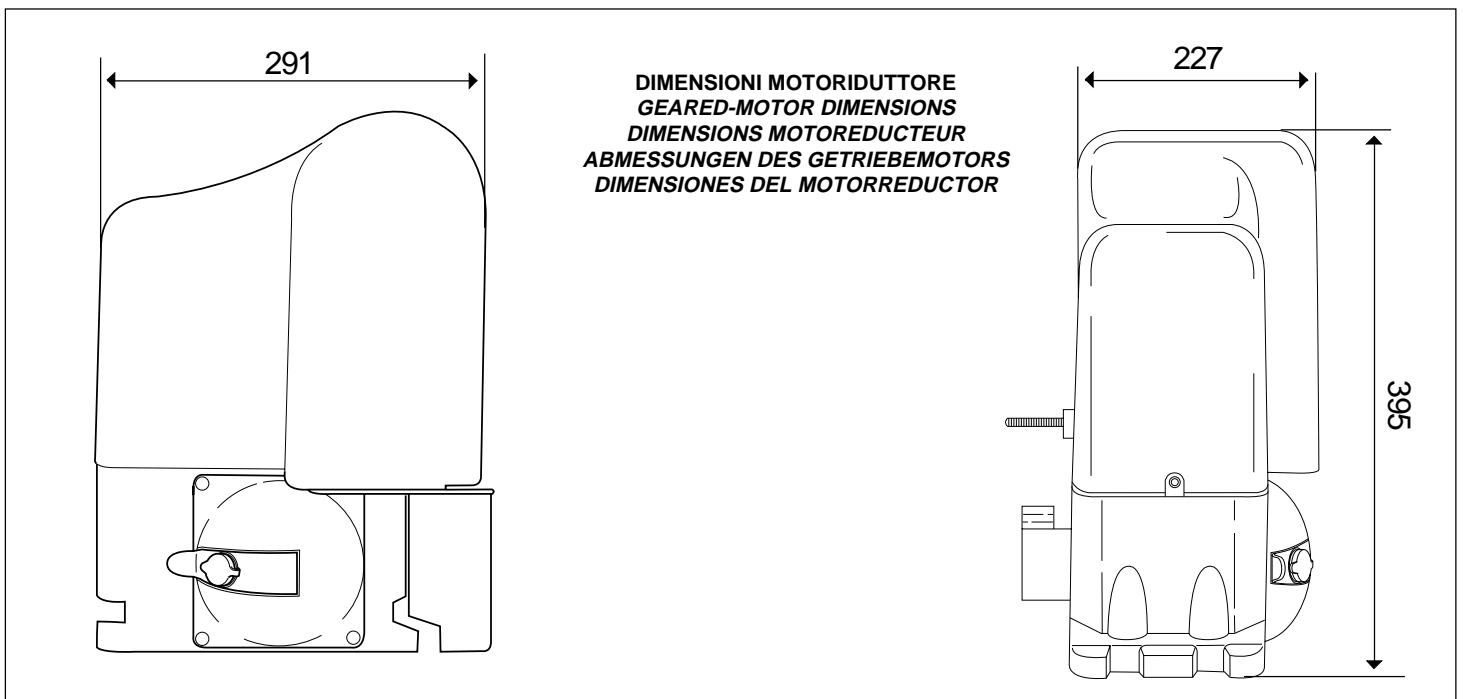 291
DIMENSIONI MOTORIDUTTORE
GEARED-MOTOR DIMENSIONS
DIMENSIONS MOTOREDUCTEUR
ABMESSUNGEN DES GETRIEBEMOTORS
DIMENSIONES DEL MOTORREDUCTOR
227
395